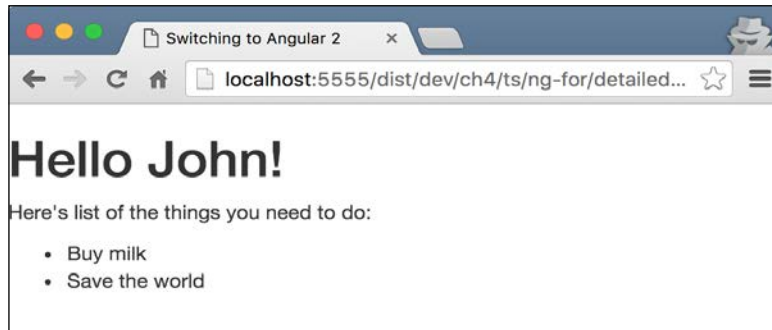 Switching to Angular 2
localhost:5555/dist/dev/ch4/ts/ng-for/detailed...
Hello John!
Here's list of the things you need to do:
• Buy milk
• Save the world